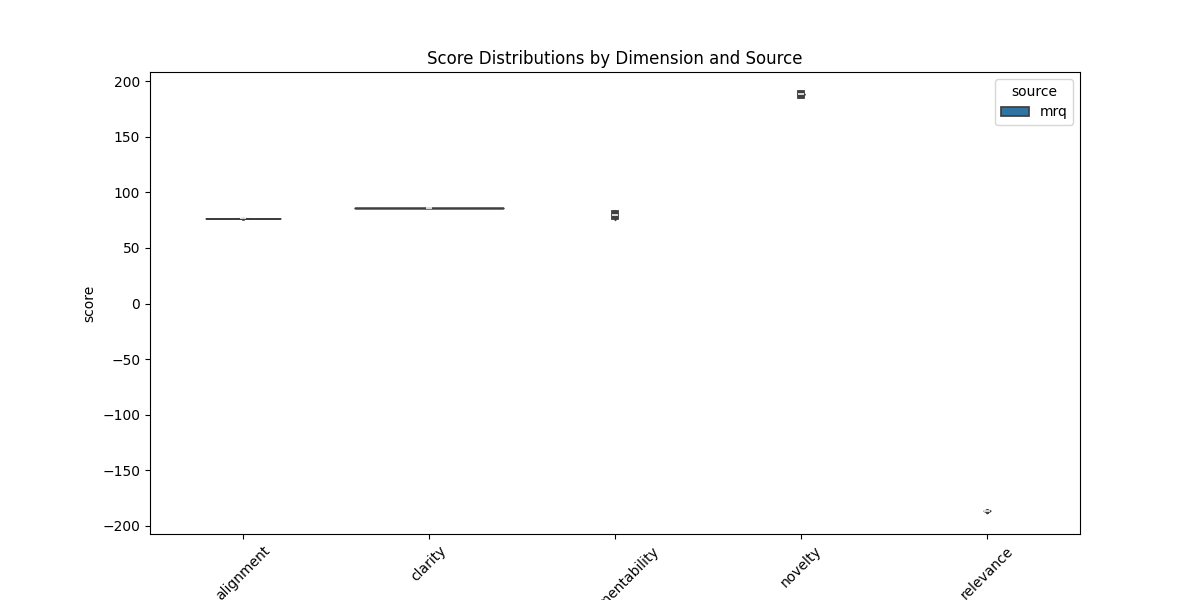 Score Distributions by Dimension and Source
source
mrq
200
150
100
50
0
−50
−100
−150
−200
score
alignment
clarity
mentability
novelty
relevance